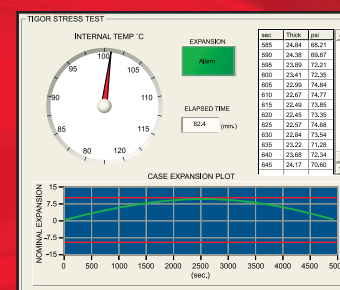 TIGOR STRESS TEST
INTERNAL TEMP °C
80 85 90 95 100 105 110 115 120
EXPANSION
Alarm
ELAPSED TIME
82.4 (min.)
sec Thick psi
585 24.84 68.21
590 24.38 69.87
595 23.89 72.21
600 23.41 72.35
605 22.99 74.84
610 22.67 74.77
615 22.49 73.85
620 22.45 73.35
625 22.57 74.68
630 22.84 73.54
635 23.22 71.28
640 23.68 72.34
645 24.17 70.60
CASE EXPANSION PLOT
NOMINAL EXPANSION
15
7.5
0
-7.5
-15
0 500 1000 1500 2000 2500 3000 3500 4000 4500 500
(sec,)